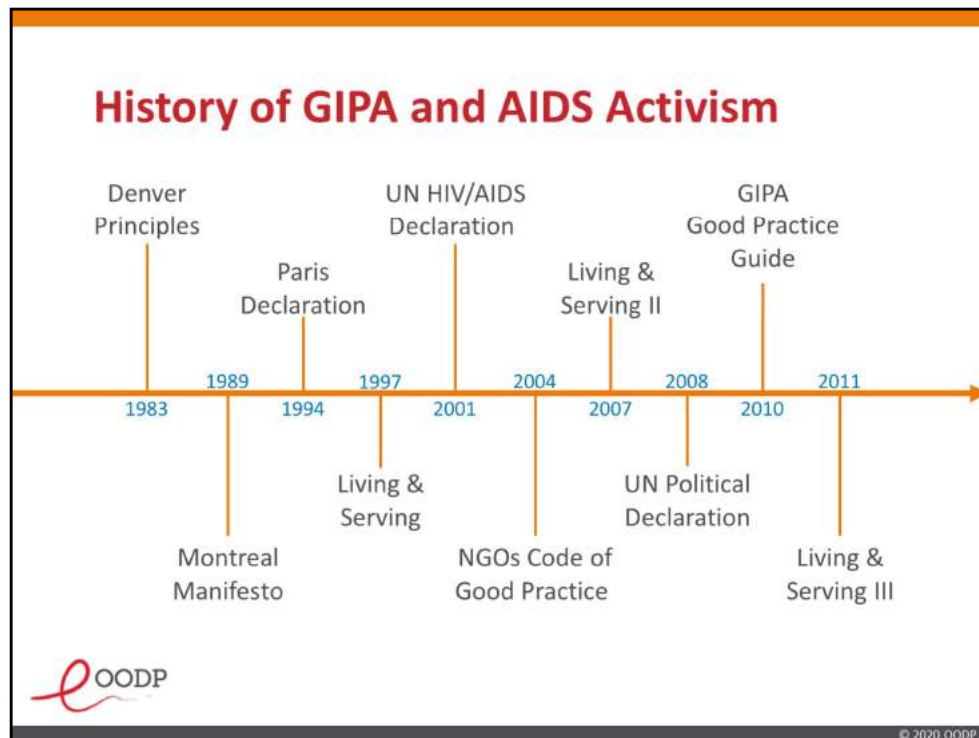 History of GIPA and AIDS Activism
Denver
Principles
UN HIV/AIDS
Declaration
GIPA
Good Practice
Guide
Paris
Declaration
Living &
Serving II
1989
1997
2004
2008
2011
1983
1994
2001
2007
2010
Living &
Serving
UN Political
Declaration
Montreal
Manifesto
NGOs Code of
Good Practice
Living &
Serving III
OODP
© 2020 OODP